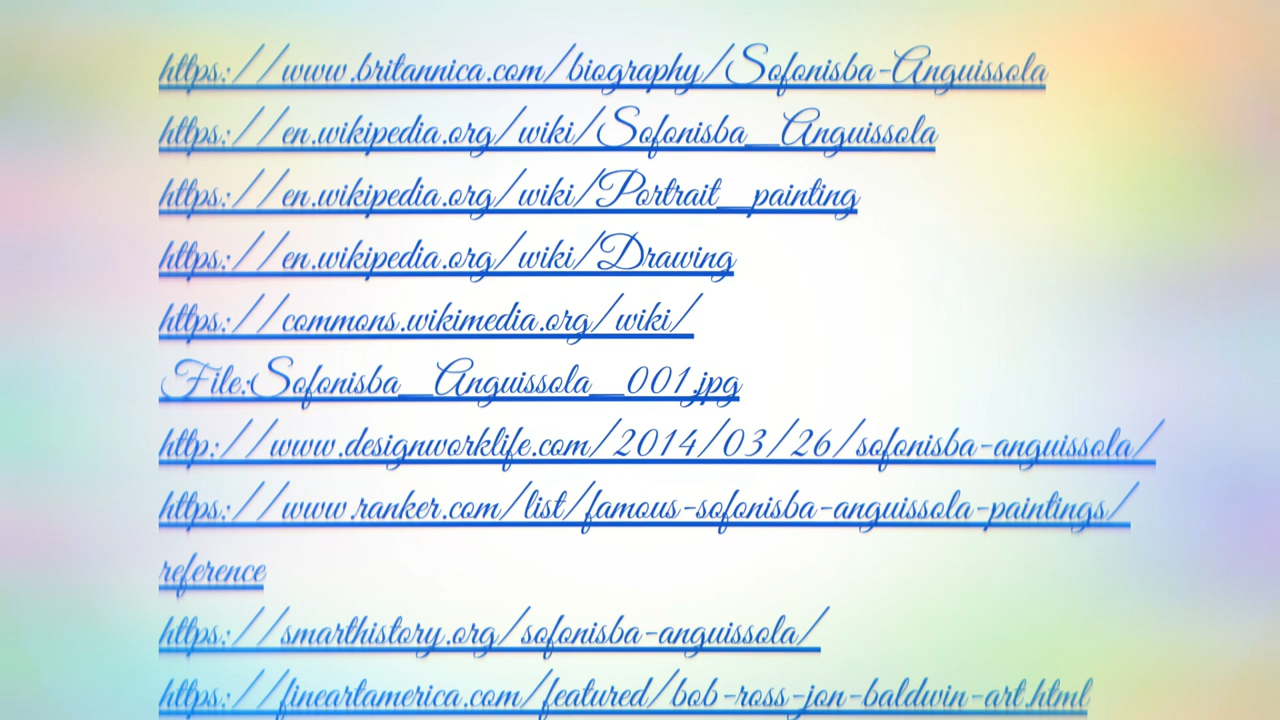 https://www.britannica.com/biography/Sofonisba-Anguissola
https://en.wikipedia.org/wiki/Sofonisba_Anguissola
https://en.wikipedia.org/wiki/Portrait_painting
https://en.wikipedia.org/wiki/Drawing
https://commons.wikimedia.org/wiki/
File:Sofonisba_Anguissola_001.jpg
http://www.designworklife.com/2014/03/26/sofonisba-anguissola/
https://www.ranker.com/list/famous-sofonisba-anguissola-paintings/
reference
https://smarthistory.org/sofonisba-anguissola/
https://fineartamerica.com/featured/bob-ross-jon-baldwin-art.html